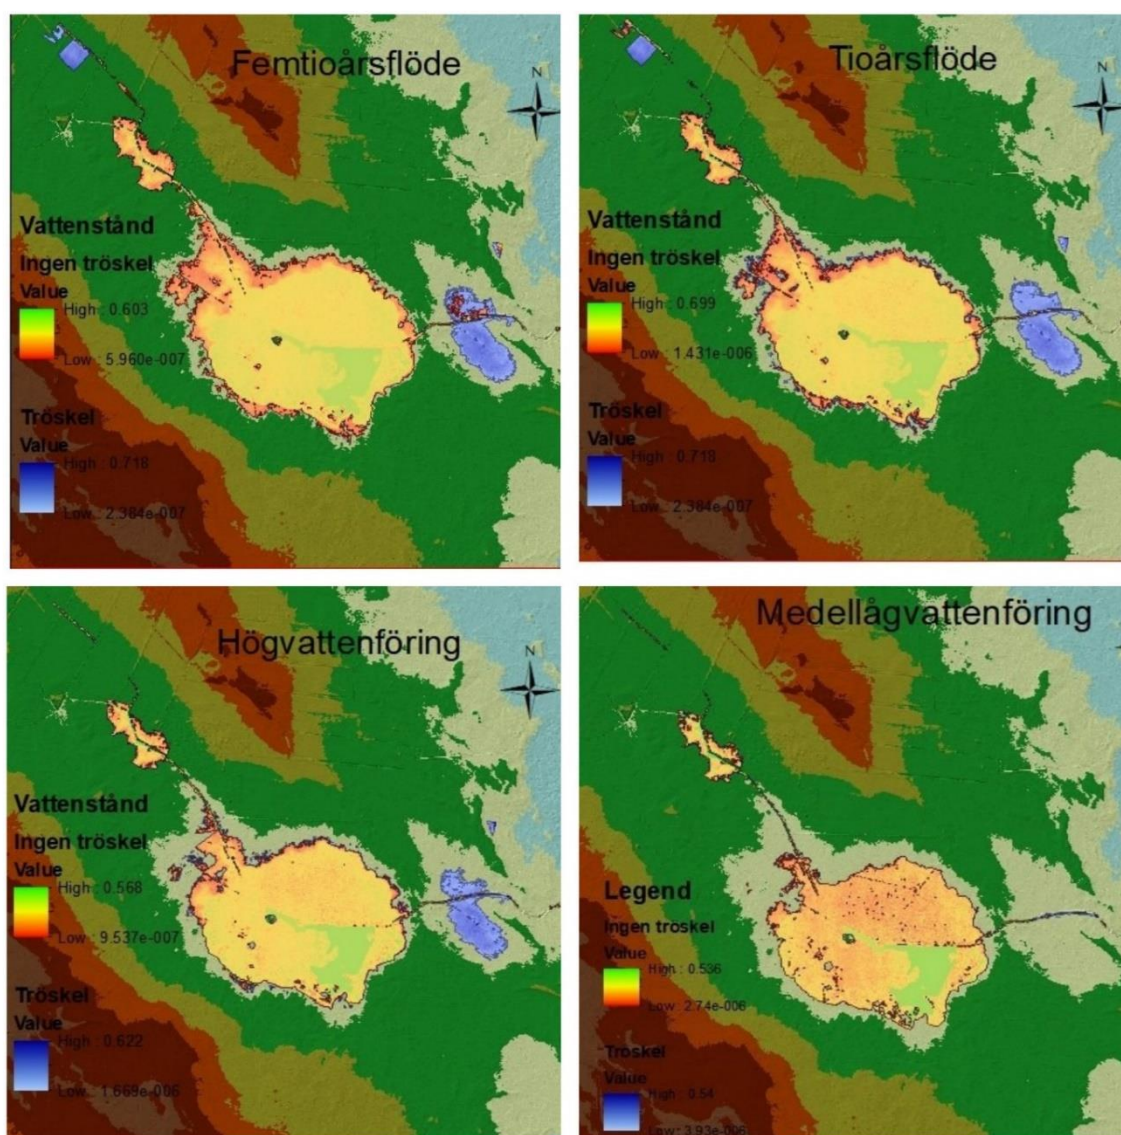 Femtioårsflöde
N
Vattenstånd
Ingen tröskel
Value
High : 0.603
Low : 5.960e-007
Tröskel
Value
High : 0.718
Low : 2.384e-007
Tioårsflöde
N
Vattenstånd
Ingen tröskel
Value
High : 0.699
Low : 1.431e-006
Tröskel
Value
High : 0.718
Low : 2.384e-007
Högvattenföring
N
Vattenstånd
Ingen tröskel
Value
High : 0.568
Low : 9.537e-007
Tröskel
Value
High : 0.622
Low : 1.669e-006
Medellågvattenföring
Legend
Ingen tröskel
Value
High : 0.536
Low : 2.74e-006
Tröskel
Value
High : 0.54
Low : 3.93e-006